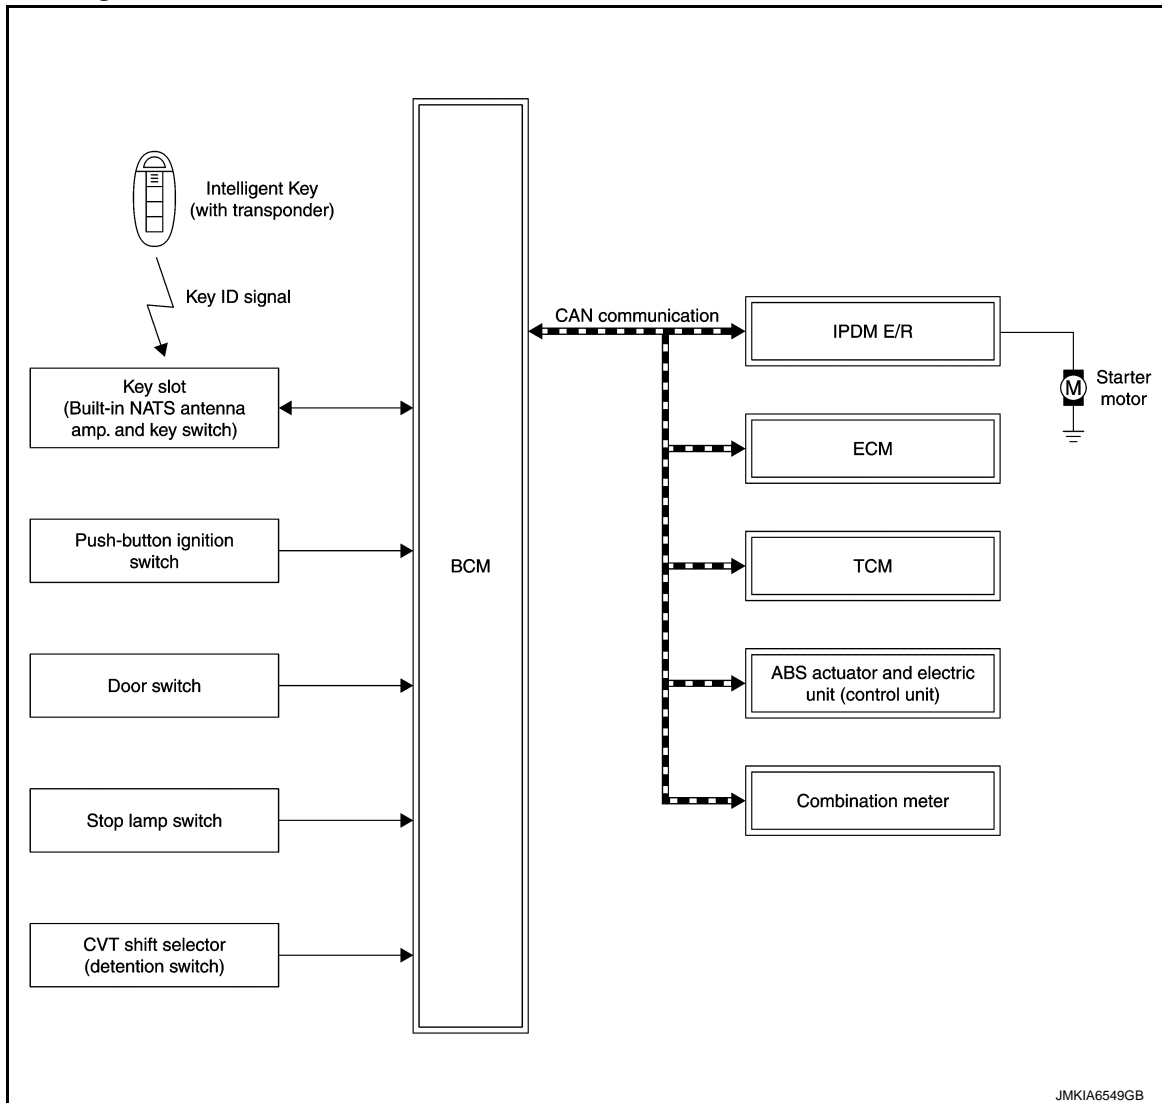 Intelligent Key
(with transponder)
Key ID signal
Key slot
(Built-in NATS antenna
amp. and key switch)
Push-button ignition
switch
Door switch
Stop lamp switch
CVT shift selector
(detention switch)
BCM
CAN communication
IPDM E/R
M
Starter
motor
ECM
TCM
ABS actuator and electric
unit (control unit)
Combination meter
JMKIA6549GB